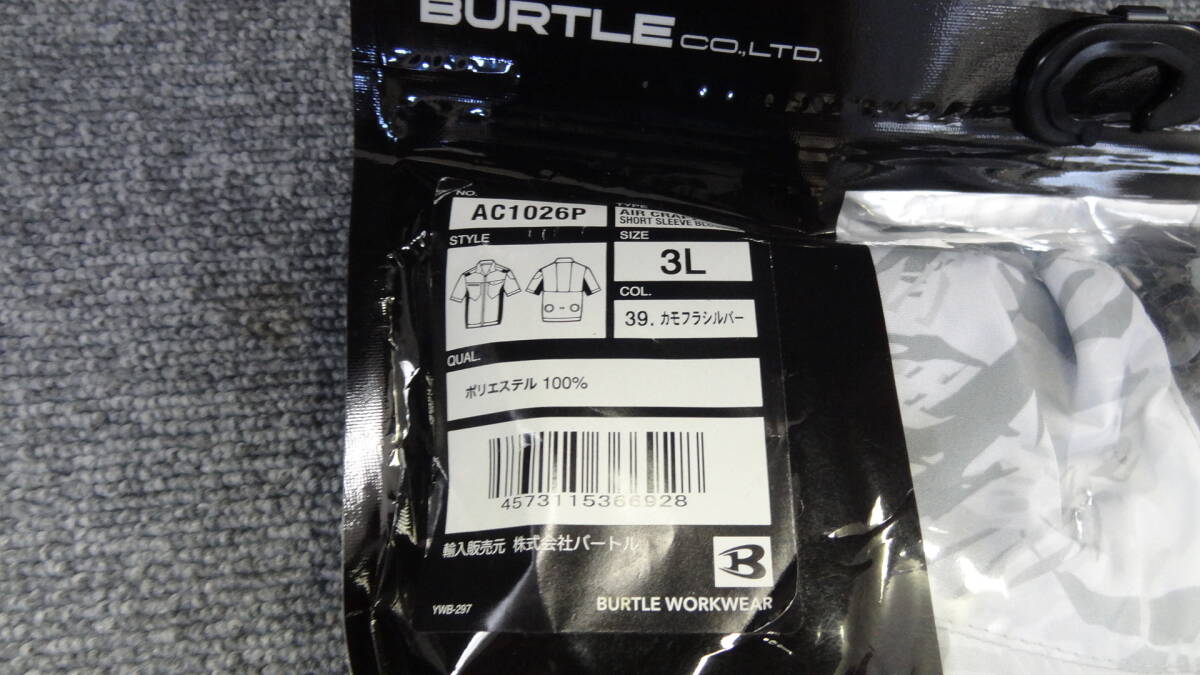 BURTLE CO.,LTD.
NO.
AC1026P
TYPE
AIR
SHORT SLEEVE
STYLE
SIZE
3L
COL.
39. カモフラシルバー
QUAL.
ポリエステル 100%
4573115366928
輸入販売元 株式会社バートル
B
YWB-297
BURTLE WORKWEAR